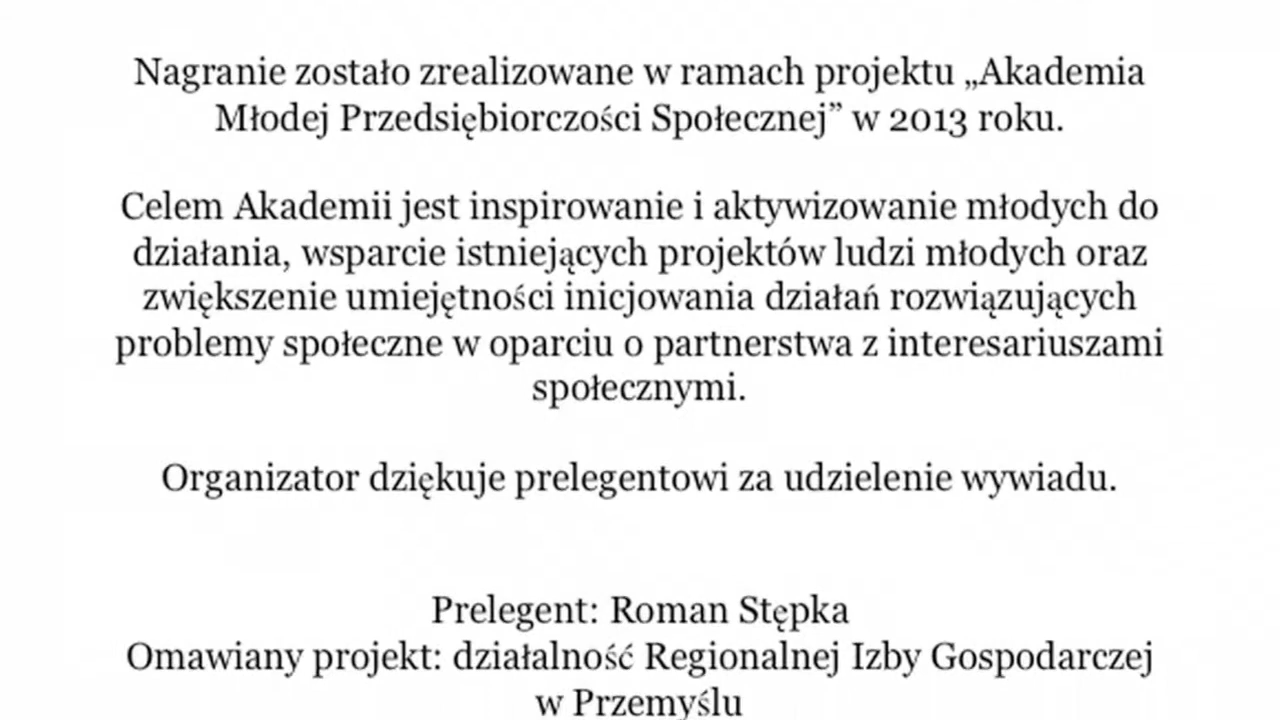 Nagranie zostało zrealizowane w ramach projektu „Akademia
Młodej Przedsiębiorczości Społecznej” w 2013 roku.
Celem Akademii jest inspirowanie i aktywizowanie młodych do
działania, wsparcie istniejących projektów ludzi młodych oraz
zwiększenie umiejętności inicjowania działań rozwiązujących
problemy społeczne w oparciu o partnerstwa z interesariuszami
społecznymi.
Organizator dziękuje prelegentowi za udzielenie wywiadu.
Prelegent: Roman Stępka
Omawiany projekt: działalność Regionalnej Izby Gospodarczej
w Przemyślu